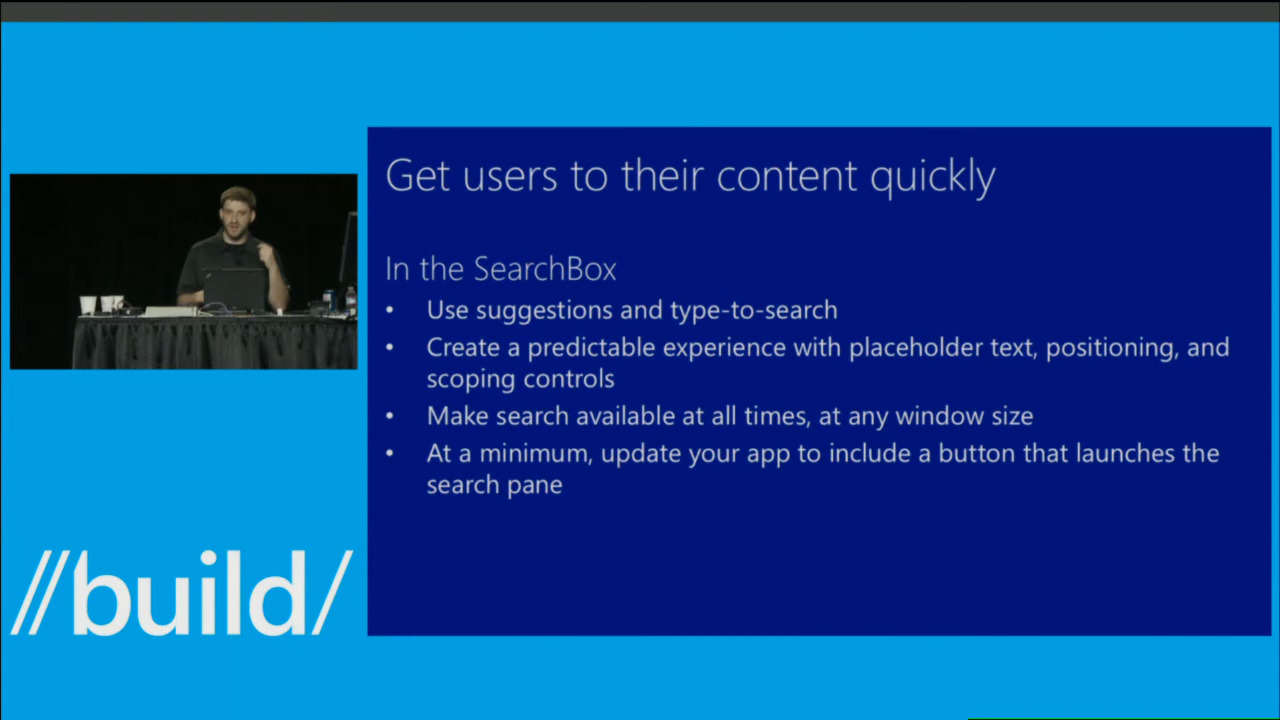 Get users to their content quickly
In the SearchBox
• Use suggestions and type-to-search
• Create a predictable experience with placeholder text, positioning, and
scoping controls
• Make search available at all times, at any window size
• At a minimum, update your app to include a button that launches the
search pane
//build/